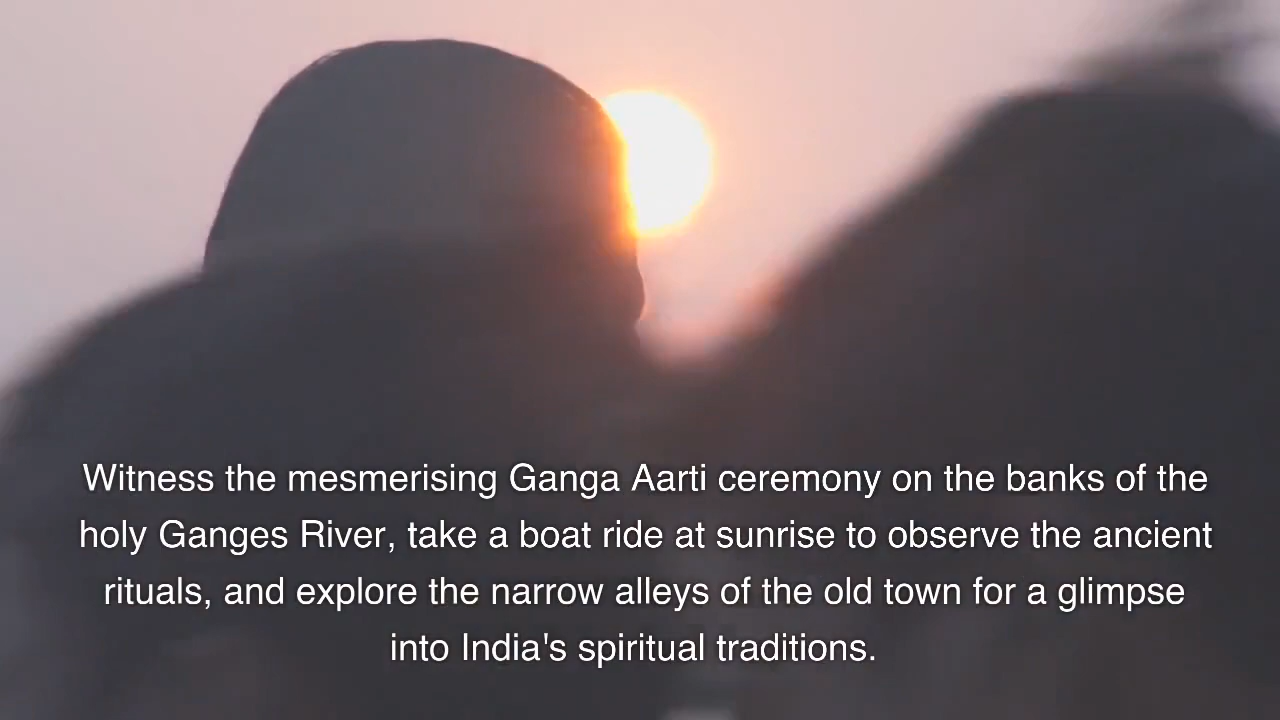 Witness the mesmerising Ganga Aarti ceremony on the banks of the
holy Ganges River, take a boat ride at sunrise to observe the ancient
rituals, and explore the narrow alleys of the old town for a glimpse
into India's spiritual traditions.